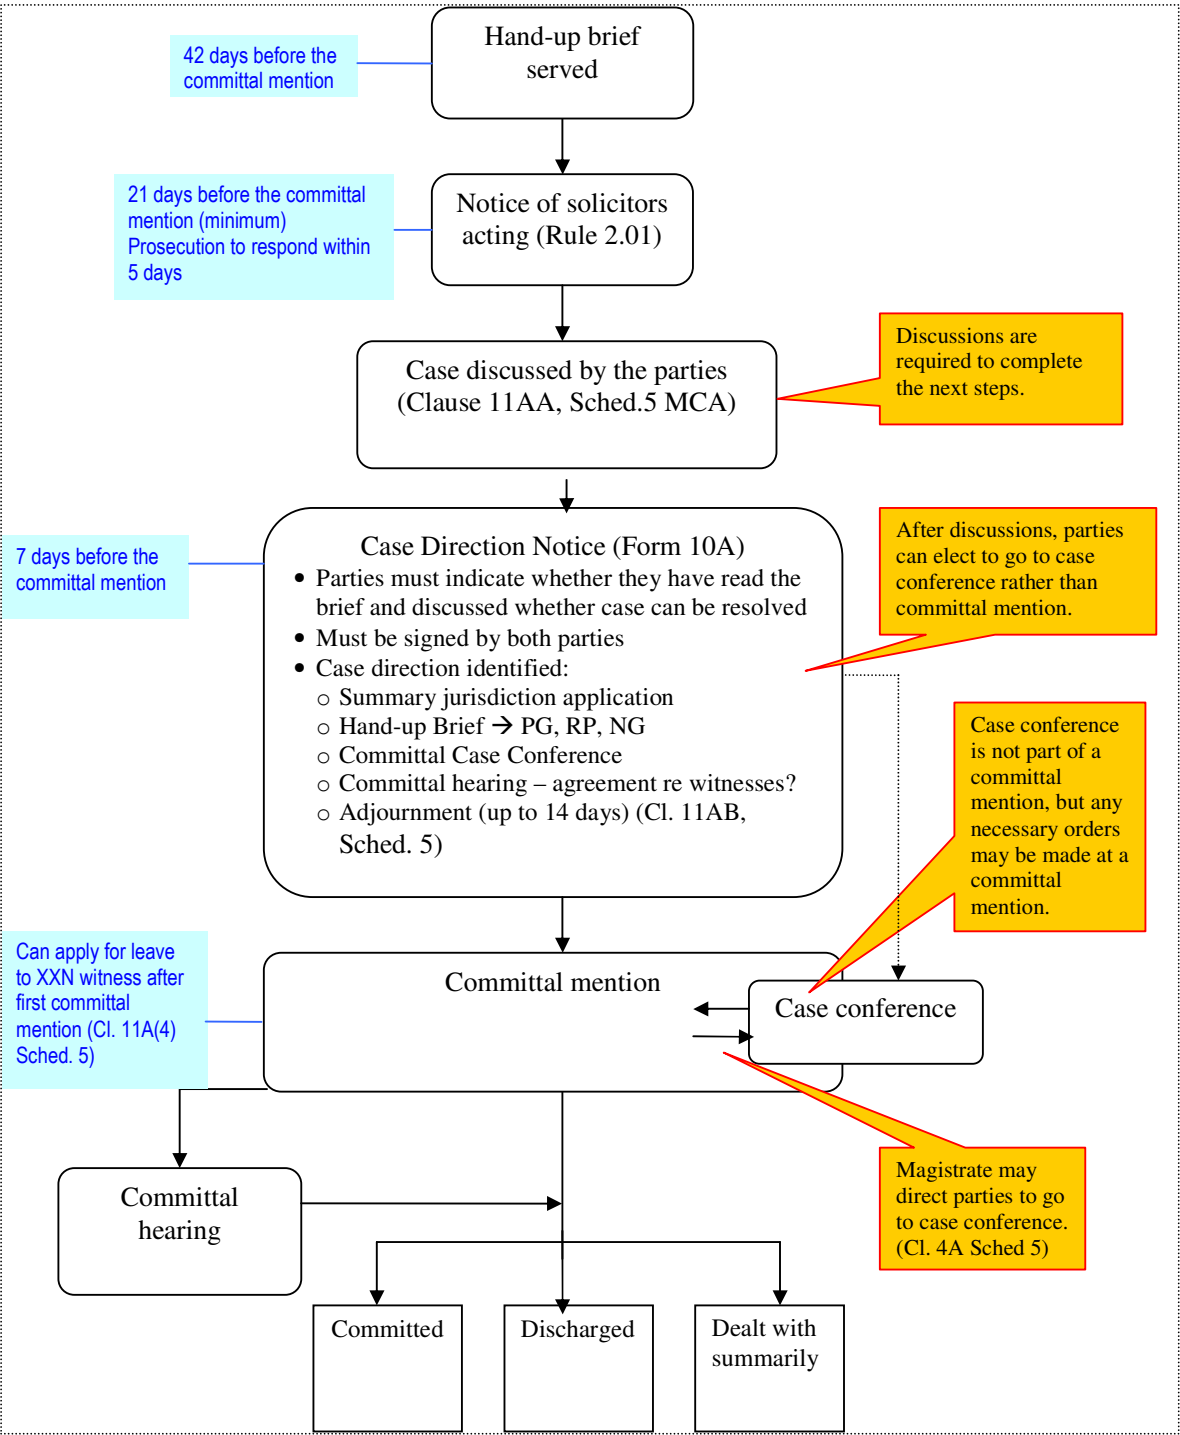 Hand-up brief
served
42 days before the
committal mention
21 days before the committal
mention (minimum)
Prosecution to respond within
5 days
Notice of solicitors
acting (Rule 2.01)
Case discussed by the parties
(Clause 11AA, Sched.5 MCA)
Discussions are
required to complete
the next steps.
7 days before the
committal mention
Case Direction Notice (Form 10A)
• Parties must indicate whether they have read the
brief and discussed whether case can be resolved
• Must be signed by both parties
• Case direction identified:
o Summary jurisdiction application
o Hand-up Brief → PG, RP, NG
o Committal Case Conference
o Committal hearing – agreement re witnesses?
o Adjournment (up to 14 days) (Cl. 11AB,
Sched. 5)
After discussions, parties
can elect to go to case
conference rather than
committal mention.
Case conference
is not part of a
committal
mention, but any
necessary orders
may be made at a
committal
mention.
Can apply for leave
to XXN witness after
first committal
mention (Cl. 11A(4)
Sched. 5)
Committal mention
Case conference
Magistrate may
direct parties to go
to case conference.
(Cl. 4A Sched 5)
Committal
hearing
Committed
Discharged
Dealt with
summarily